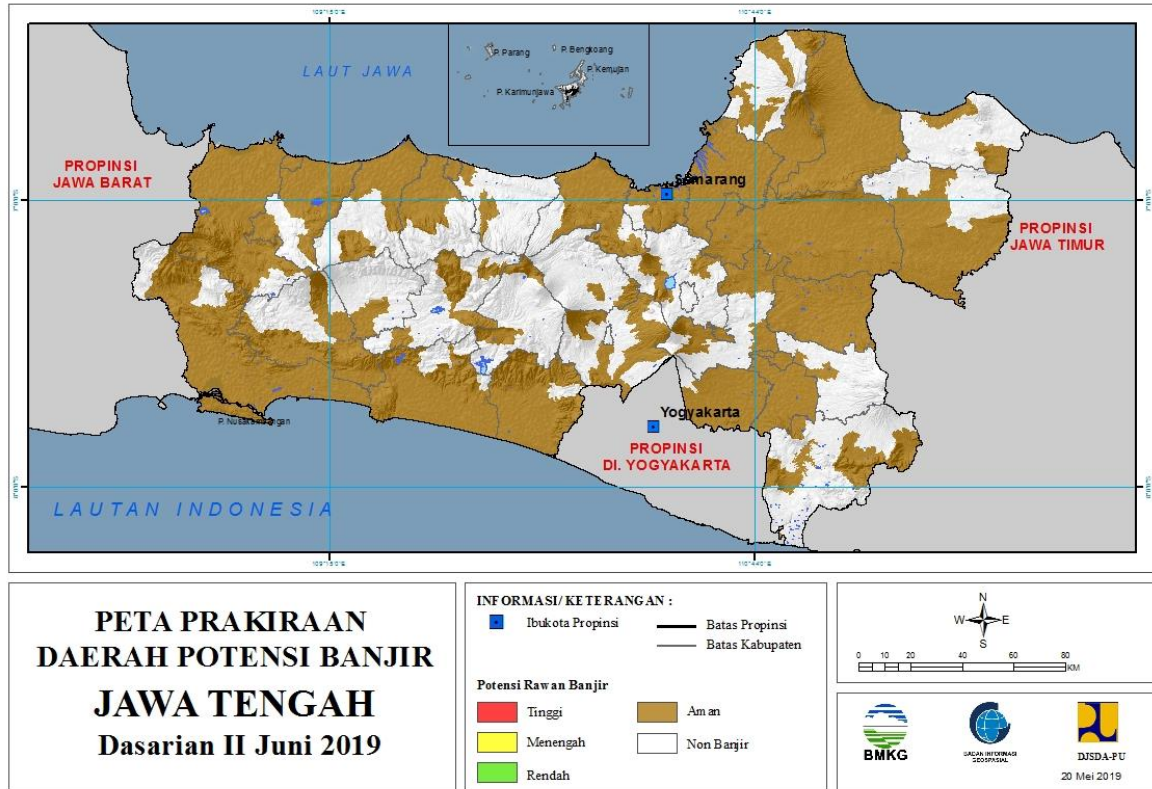 LAUT JAWA
P. Parang
P. Bengkoang
P. Kemujan
P. Karimunjawa
PROPINSI
JAWA BARAT
Semarang
PROPINSI
JAWA TIMUR
P. Nusakambangan
Yogyakarta
PROPINSI
DI. YOGYAKARTA
LAUTAN INDONESIA
PETA PRAKIRAAN
DAERAH POTENSI BANJIR
JAWA TENGAH
Dasarian II Juni 2019
INFORMASI/ KETERANGAN :
Ibukota Propinsi
Batas Propinsi
Batas Kabupaten
Potensi Rawan Banjir
Tinggi
Aman
Menengah
Non Banjir
Rendah
N
W E
S
0 10 20 40 60 80
KM
BMKG
BADAN INFORMASI
GEOSPASIAL
DJSDA-PU
20 Mei 2019